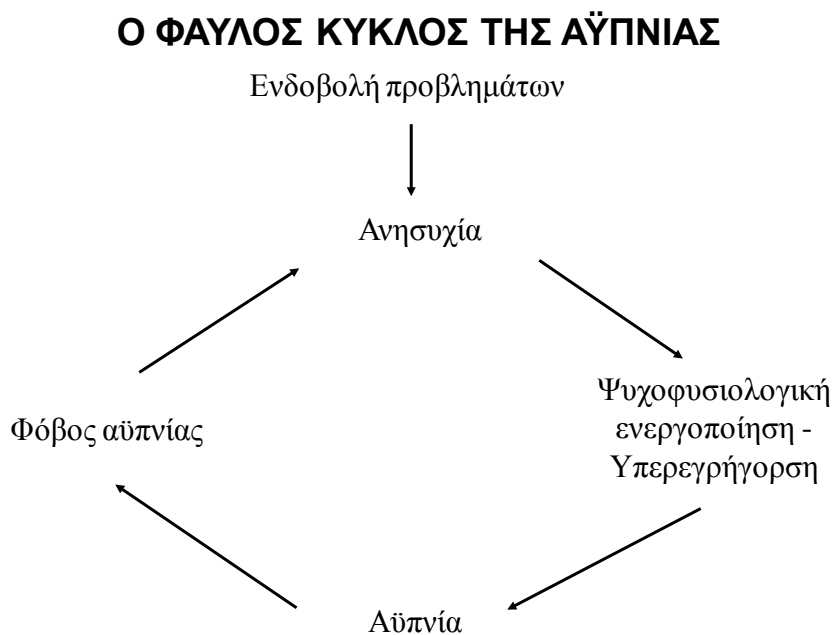 Ο ΦΑΥΛΟΣ ΚΥΚΛΟΣ ΤΗΣ ΑΫΠΝΙΑΣ
Ενδοβολή προβλημάτων
Ανησυχία
Ψυχοφυσιολογική
ενεργοποίηση -
Υπερεγρήγορση
Φόβος αϋπνίας
Αϋπνία